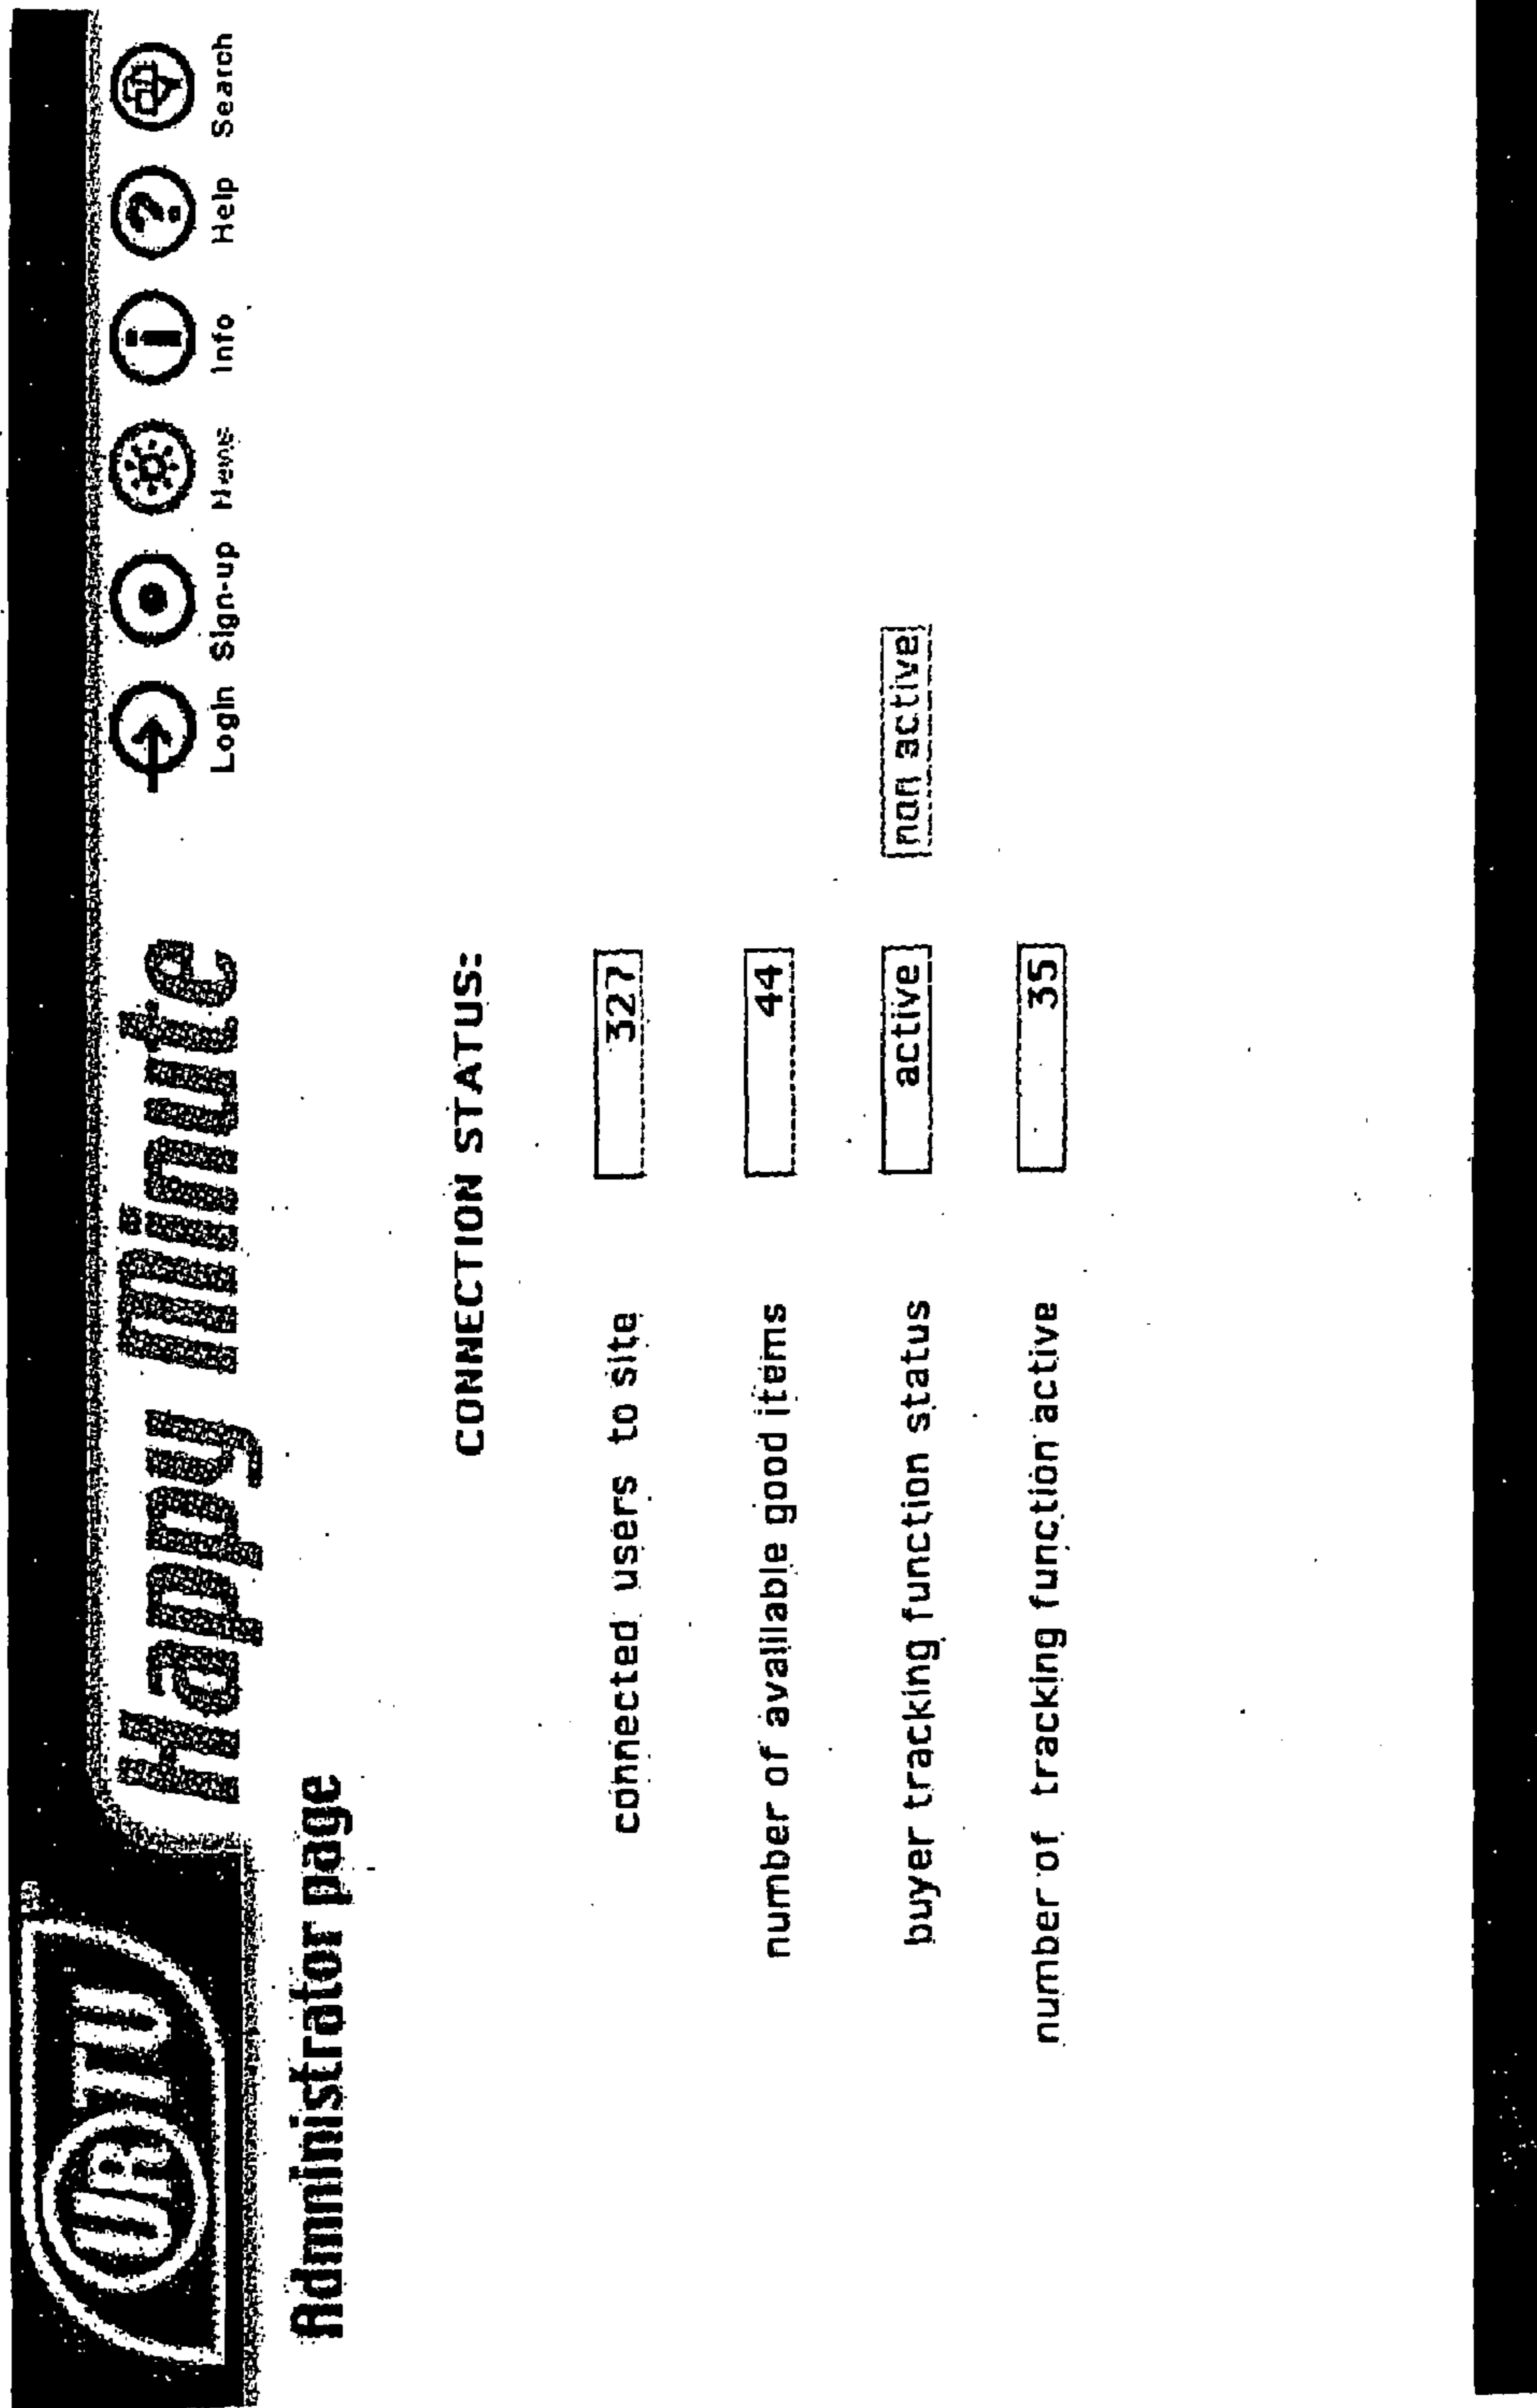 URTU
Happy Minute
Login Sign-up News Info Help Search
Administrator page
CONNECTION STATUS:
connected users to site 327
number of available good items 44
buyer tracking function status active non active
number of tracking function active 35